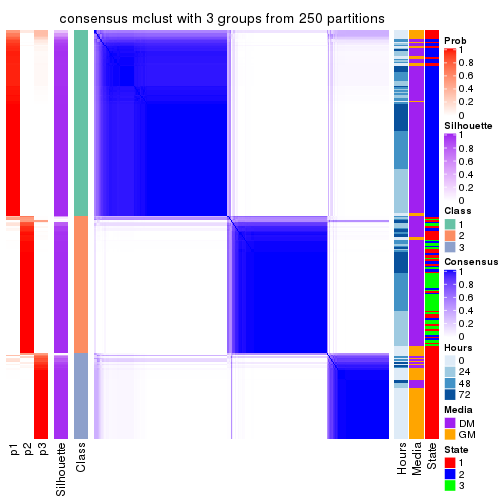 consensus mclust with 3 groups from 250 partitions
Prob
1
0.8
0.6
0.4
0.2
0
Silhouette
1
0.8
0.6
0.4
0.2
0
Class
1
2
3
Consensus
1
0.8
0.6
0.4
0.2
0
Hours
0
24
48
72
Media
DM
GM
State
1
2
3
p1
p2
p3
Silhouette
Class
Hours
Media
State